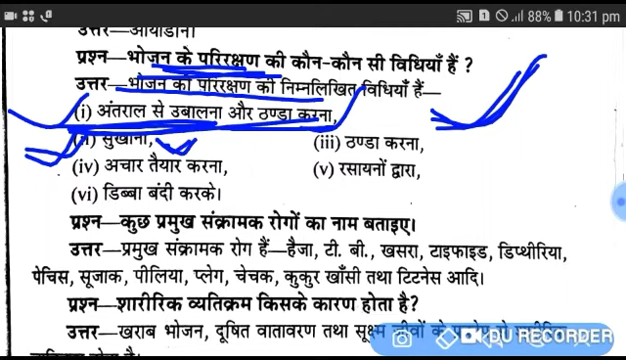 88% 10:31 pm
उत्तर—आयोडीन।
प्रश्न—भोजन के परिरक्षण की कौन-कौन सी विधियाँ हैं ?
उत्तर—भोजन की परिरक्षण की निम्नलिखित विधियाँ हैं—
(i) अंतराल से उबालना और ठण्डा करना,
(ii) सुखाना, (iii) ठण्डा करना,
(iv) अचार तैयार करना, (v) रसायनों द्वारा,
(vi) डिब्बा बंदी करके।
प्रश्न—कुछ प्रमुख संक्रामक रोगों का नाम बताइए।
उत्तर—प्रमुख संक्रामक रोग हैं—हैजा, टी. बी., खसरा, टाइफाइड, डिप्थीरिया,
पेचिस, सूजाक, पीलिया, प्लेग, चेचक, कुकुर खाँसी तथा टिटनेस आदि।
प्रश्न—शारीरिक व्यतिक्रम किसके कारण होता है?
उत्तर—खराब भोजन, दूषित वातावरण तथा सूक्ष्म जीवों के
DU RECORDER